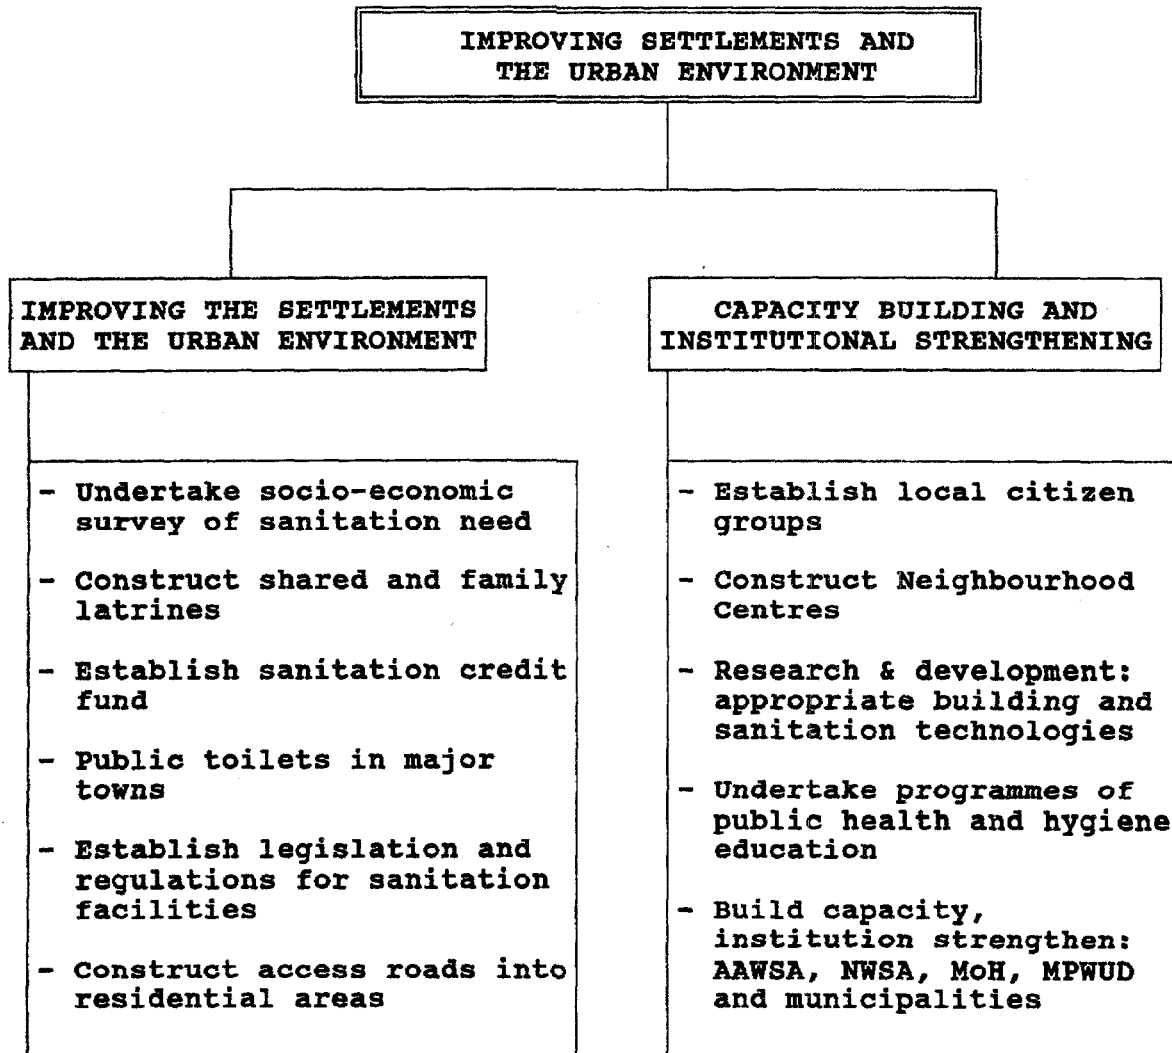 IMPROVING SETTLEMENTS AND
THE URBAN ENVIRONMENT
IMPROVING THE SETTLEMENTS
AND THE URBAN ENVIRONMENT
- Undertake socio-economic
survey of sanitation need
- Construct shared and family
latrines
- Establish sanitation credit
fund
- Public toilets in major
towns
- Establish legislation and
regulations for sanitation
facilities
- Construct access roads into
residential areas
CAPACITY BUILDING AND
INSTITUTIONAL STRENGTHENING
- Establish local citizen
groups
- Construct Neighbourhood
Centres
- Research & development:
appropriate building and
sanitation technologies
- Undertake programmes of
public health and hygiene
education
- Build capacity,
institution strengthen:
AAWSA, NWSA, MoH, MPWUD
and municipalities